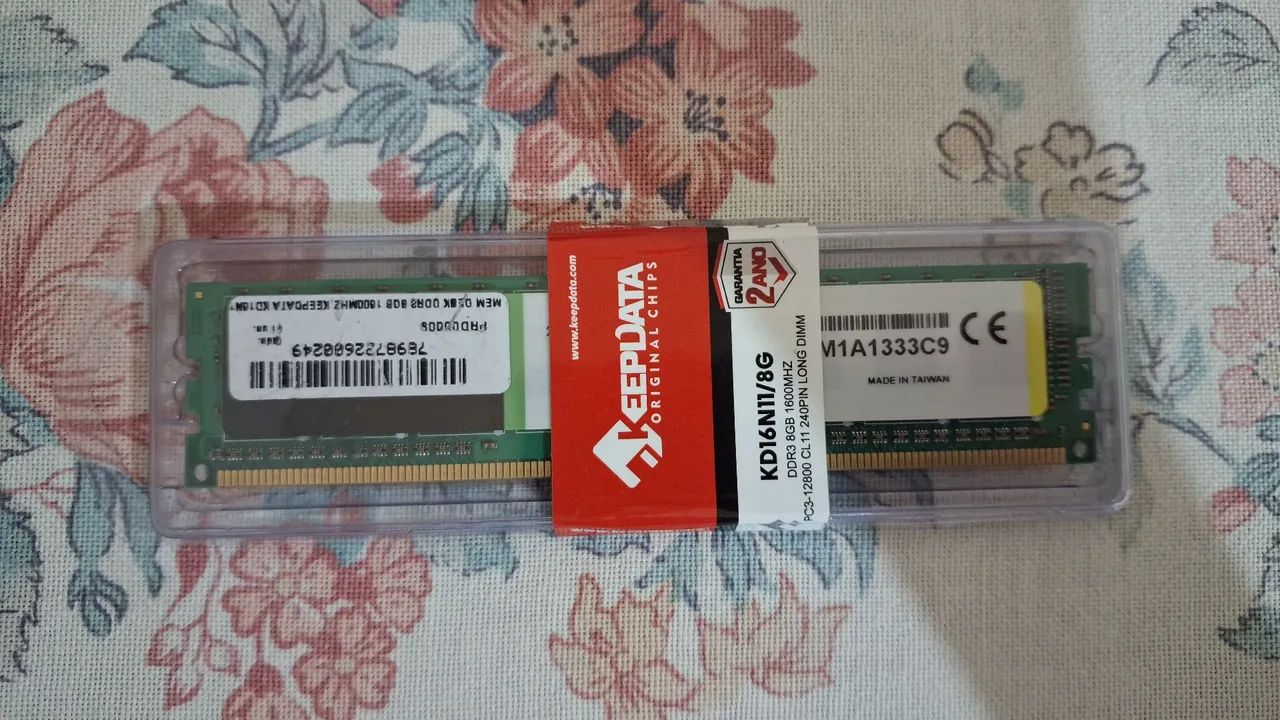 MEM DESK DDR3 8GB 1600MHZ KEEPDATA KD16N1
PRD00009
7898722600249
www.keepdata.com
KEEPDATA
ORIGINAL CHIPS
GARANTIA
2 ANO
KD16N11/8G
DDR3 8GB 1600MHZ
PC3-12800 CL11 240PIN LONG DIMM
M1A1333C9
CE
MADE IN TAIWAN